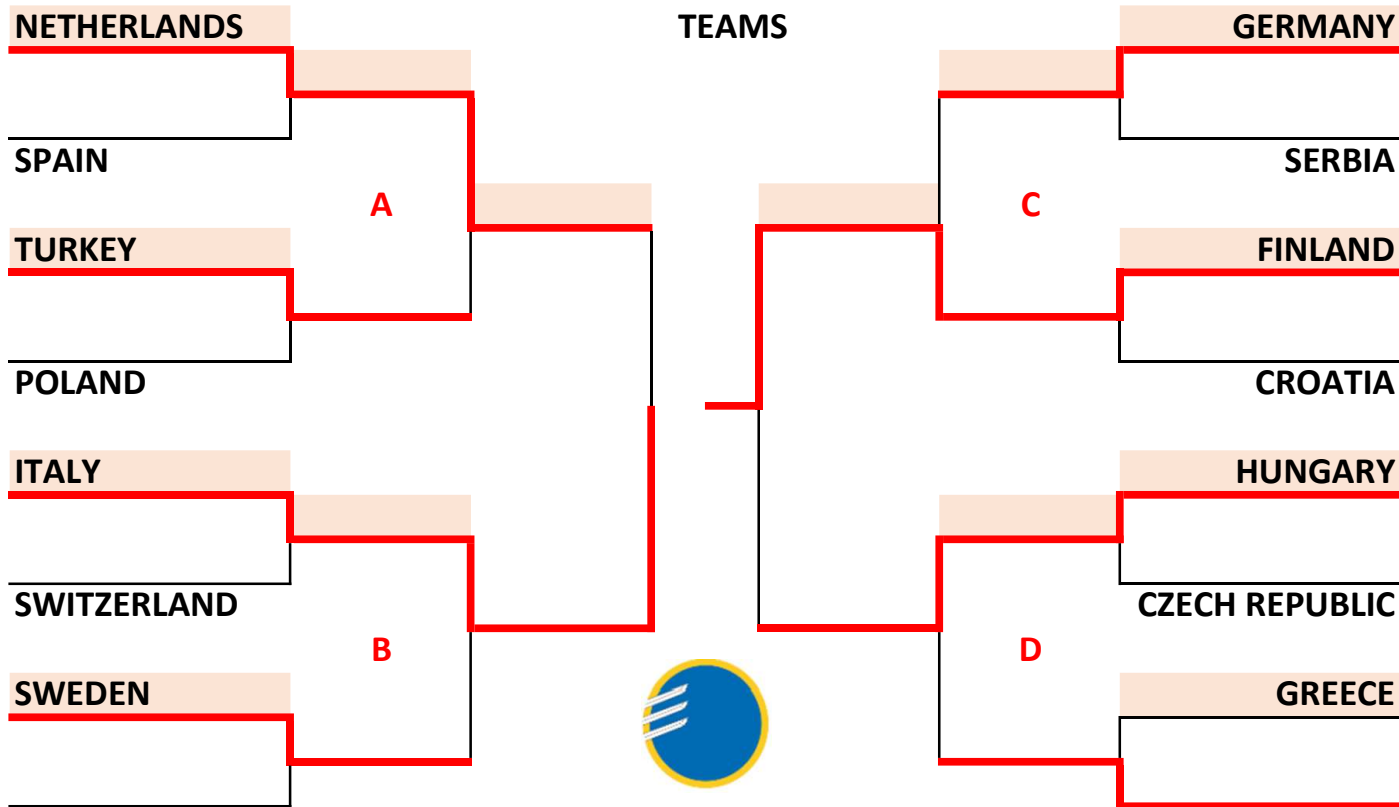 NETHERLANDS
TEAMS
GERMANY
SPAIN
SERBIA
A
C
TURKEY
FINLAND
POLAND
CROATIA
ITALY
HUNGARY
SWITZERLAND
CZECH REPUBLIC
B
D
SWEDEN
GREECE